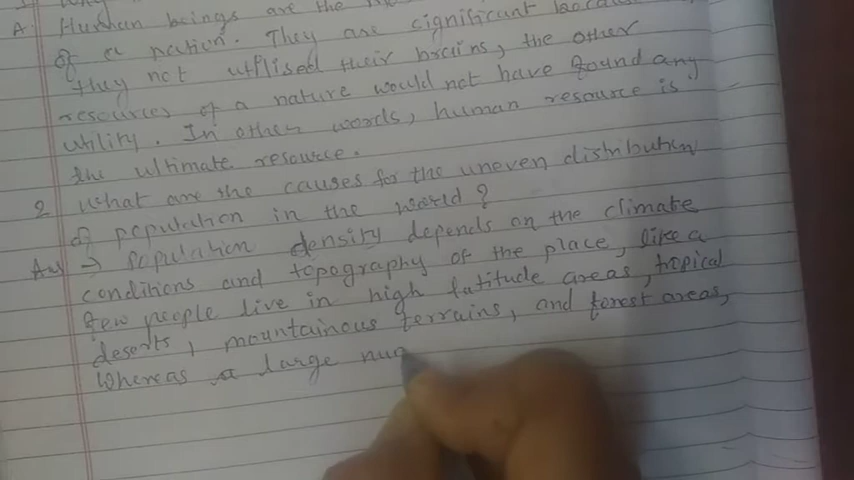 A. Human beings are the
of a nation. They are cignificant
they not utilised their brains, the other
resources of a nature would not have found any
utility. In other words, human resource is
the ultimate resource.
2 What are the causes for the uneven distribution
of population in the world?
Ans → Population density depends on the climate
conditions and topography of the place, like a
few people live in high latitude areas, tropical
deserts, mountainous terrains, and forest areas,
Whereas a large nu